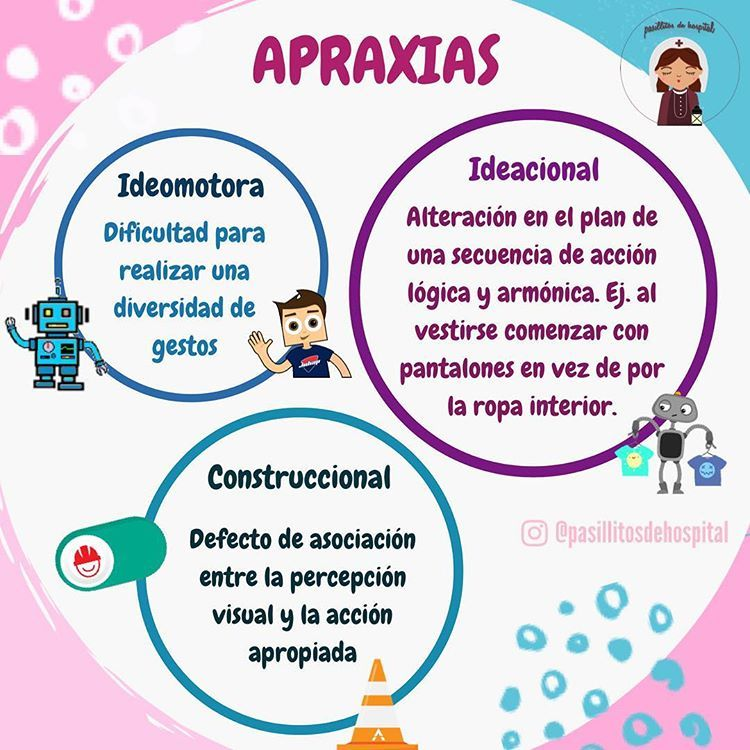 pasillitos de hospital
APRAXIAS
Ideomotora
Dificultad para
realizar una
diversidad de
gestos
Ideacional
Alteración en el plan de
una secuencia de acción
lógica y armónica. Ej. al
vestirse comenzar con
pantalones en vez de por
la ropa interior.
Construccional
Defecto de asociación
entre la percepción
visual y la acción
apropiada
@pasillitosdehospital